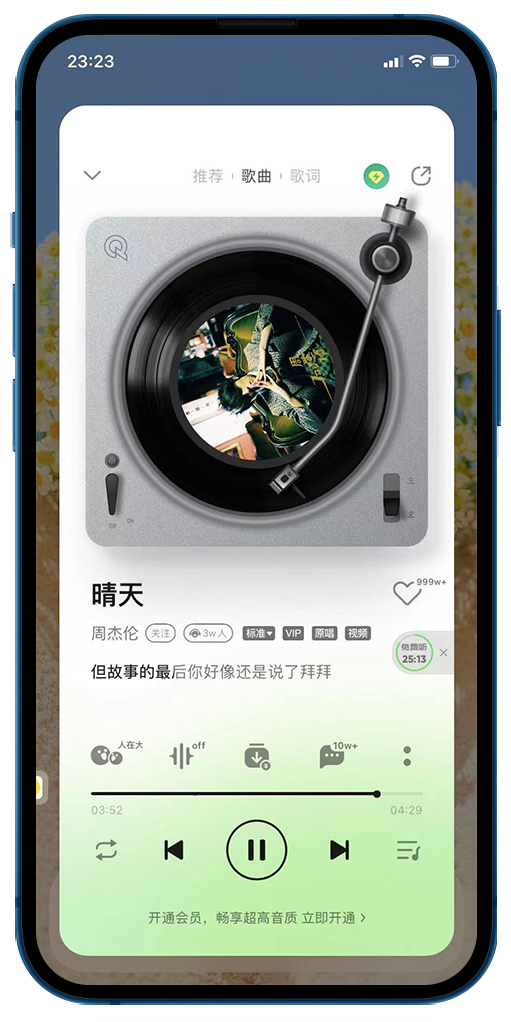 23:23
推荐 歌曲 歌词
Off On
晴天
999w+
周杰伦 关注 3w人 标准 VIP 原唱 视频
免费听
25:13
但故事的最后你好像还是说了拜拜
人在大
off
10w+
03:52
04:29
开通会员，畅享超高音质 立即开通